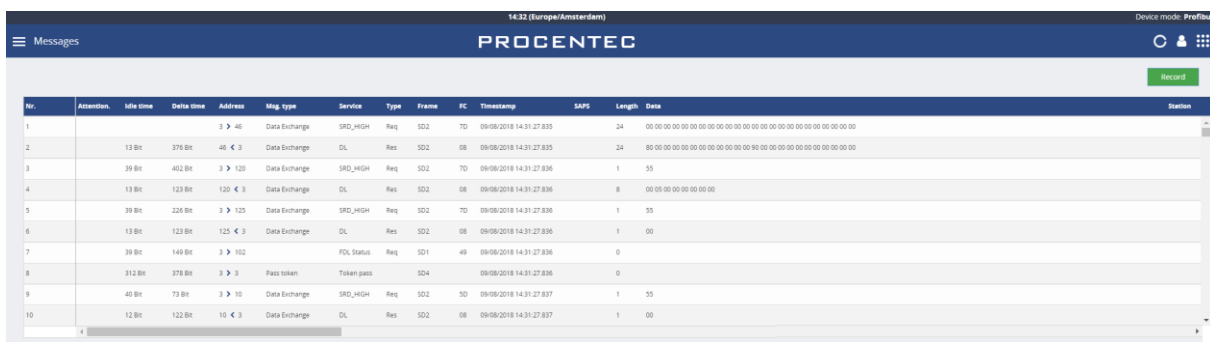 14:32 (Europe/Amsterdam)
Device mode: Profibu
Messages
PROCENTEC
Record
Nr. Attention. Idle time Delta time Address Msg. type Service Type Frame FC Timestamp SAPS Length Data Station
1 3 > 46 Data Exchange SRD_HIGH Req SD2 7D 09/08/2018 14:31:27.835 24 00 00 00 00 00 00 00 00 00 00 00 00 00 00 00 00 00 00 00 00 00 00 00 00
2 13 Bit 376 Bit 46 < 3 Data Exchange DL Res SD2 08 09/08/2018 14:31:27.835 24 80 00 00 00 00 00 00 00 00 00 00 00 90 00 00 00 00 00 00 00 00 00 00 00
3 39 Bit 402 Bit 3 > 120 Data Exchange SRD_HIGH Req SD2 7D 09/08/2018 14:31:27.836 1 55
4 13 Bit 123 Bit 120 < 3 Data Exchange DL Res SD2 08 09/08/2018 14:31:27.836 8 00 05 00 00 00 00 00 00
5 39 Bit 226 Bit 3 > 125 Data Exchange SRD_HIGH Req SD2 7D 09/08/2018 14:31:27.836 1 55
6 13 Bit 123 Bit 125 < 3 Data Exchange DL Res SD2 08 09/08/2018 14:31:27.836 1 00
7 39 Bit 149 Bit 3 > 102 FDL Status Req SD1 49 09/08/2018 14:31:27.836 0
8 312 Bit 378 Bit 3 > 3 Pass token Token pass SD4 09/08/2018 14:31:27.836 0
9 40 Bit 73 Bit 3 > 10 Data Exchange SRD_HIGH Req SD2 5D 09/08/2018 14:31:27.837 1 55
10 12 Bit 122 Bit 10 < 3 Data Exchange DL Res SD2 08 09/08/2018 14:31:27.837 1 00